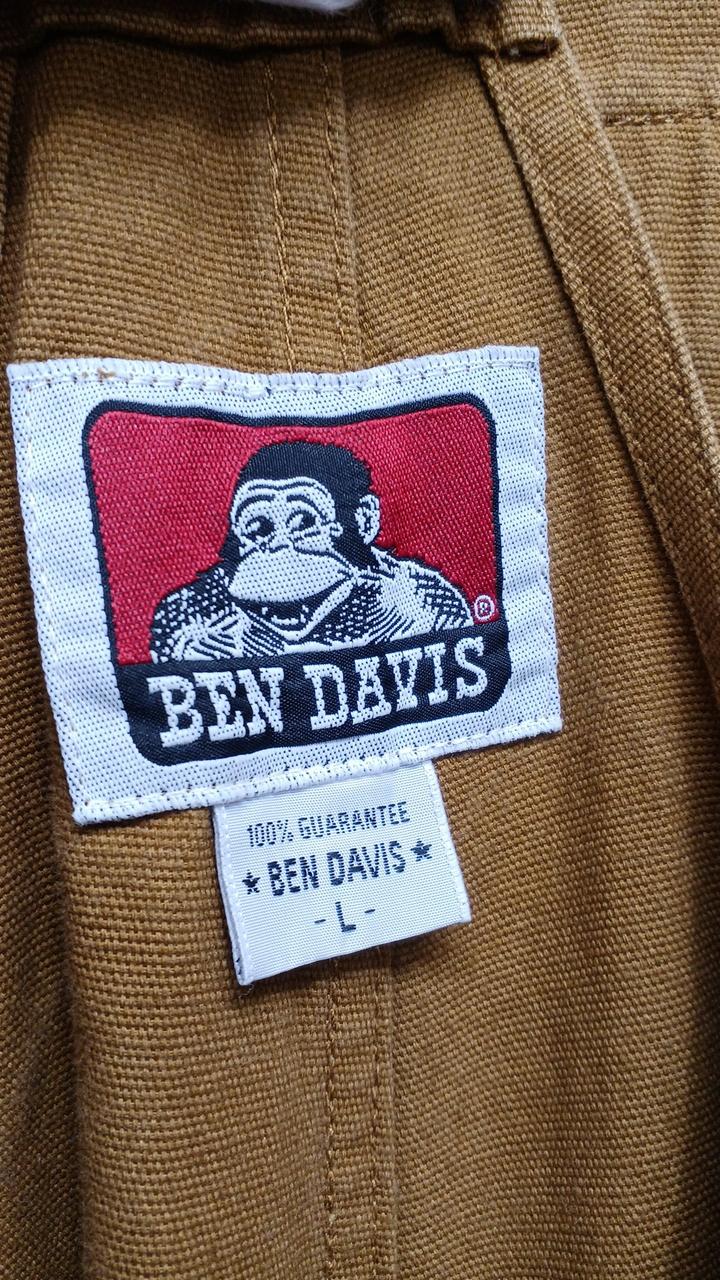 ®
BEN DAVIS
100% GUARANTEE
★ BEN DAVIS ★
- L -